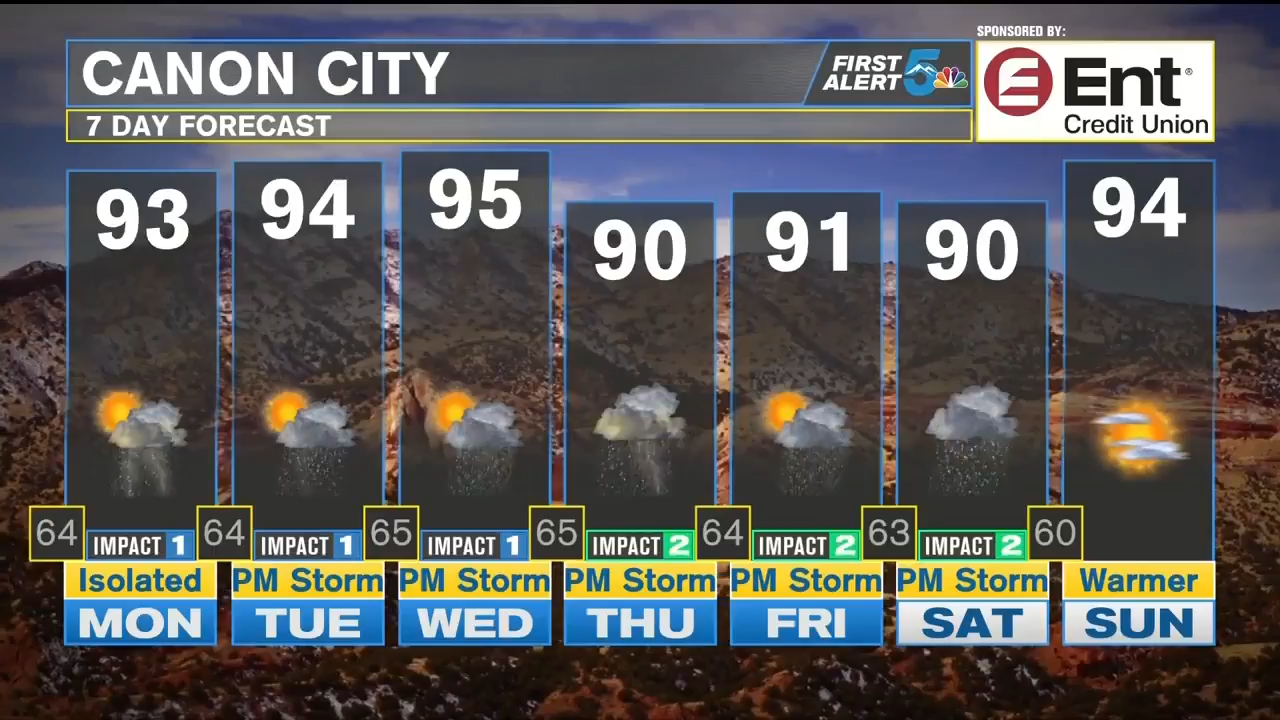 SPONSORED BY:
CANON CITY
FIRST ALERT 5
Ent
Credit Union
7 DAY FORECAST
93 94 95 90 91 90 94
64 64 65 65 64 63 60
IMPACT 1 IMPACT 1 IMPACT 1 IMPACT 2 IMPACT 2 IMPACT 2
Isolated PM Storm PM Storm PM Storm PM Storm PM Storm Warmer
MON TUE WED THU FRI SAT SUN